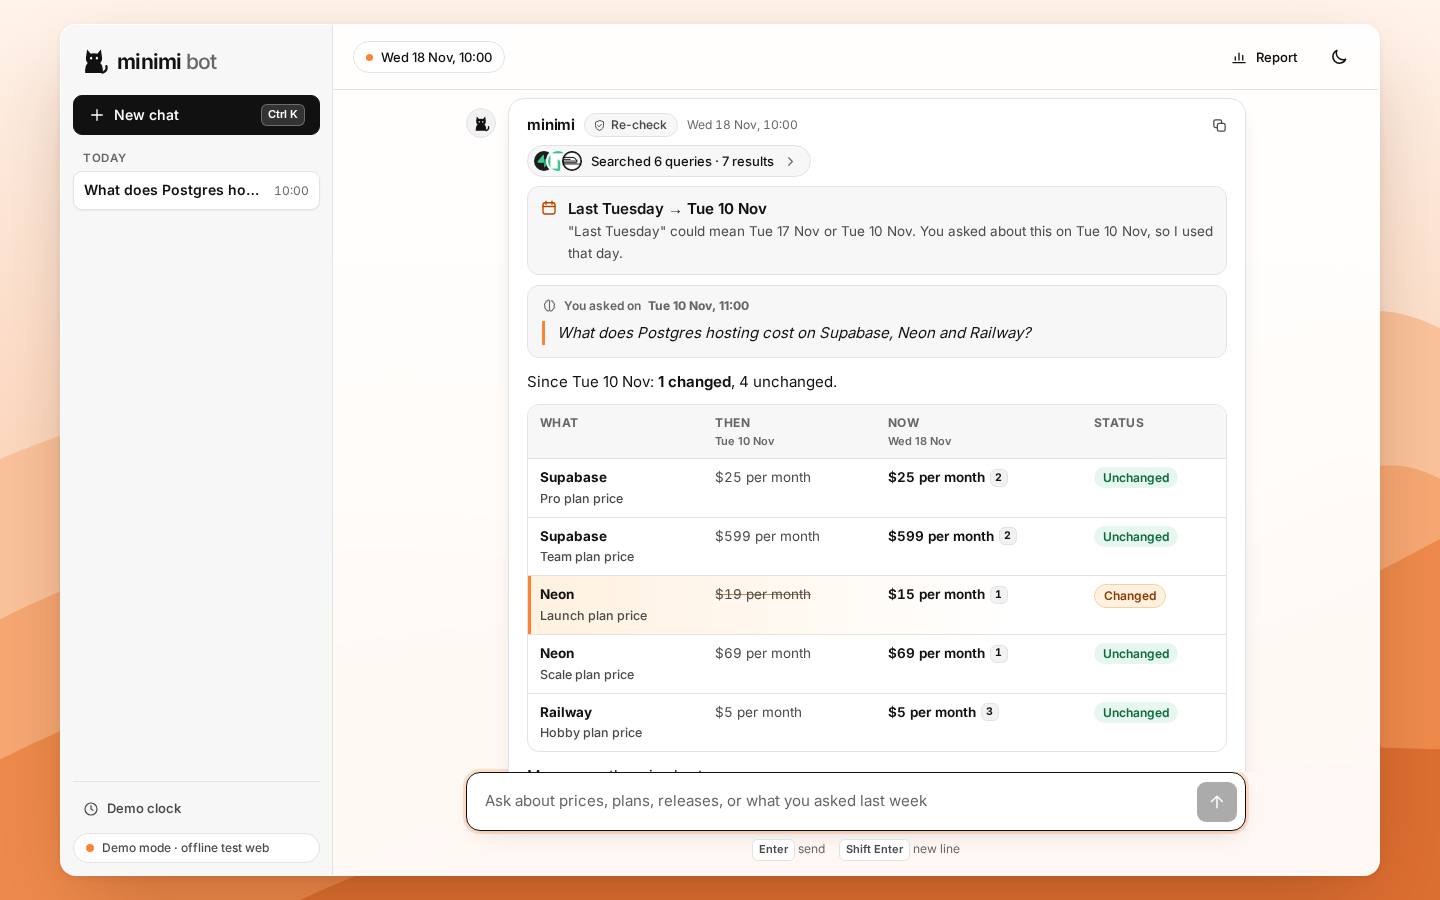 minimi bot
New chat
Ctrl K
TODAY
What does Postgres ho... 10:00
Demo clock
Demo mode · offline test web
Wed 18 Nov, 10:00
Report
minimi Re-check Wed 18 Nov, 10:00
Searched 6 queries · 7 results
Last Tuesday → Tue 10 Nov
"Last Tuesday" could mean Tue 17 Nov or Tue 10 Nov. You asked about this on Tue 10 Nov, so I used
that day.
You asked on Tue 10 Nov, 11:00
What does Postgres hosting cost on Supabase, Neon and Railway?
Since Tue 10 Nov: 1 changed, 4 unchanged.
WHAT THEN NOW STATUS
Tue 10 Nov Wed 18 Nov
Supabase $25 per month $25 per month 2 Unchanged
Pro plan price
Supabase $599 per month $599 per month 2 Unchanged
Team plan price
Neon $19 per month $15 per month 1 Changed
Launch plan price
Neon $69 per month $69 per month 1 Unchanged
Scale plan price
Railway $5 per month $5 per month 3 Unchanged
Hobby plan price
Ask about prices, plans, releases, or what you asked last week
Enter send Shift Enter new line